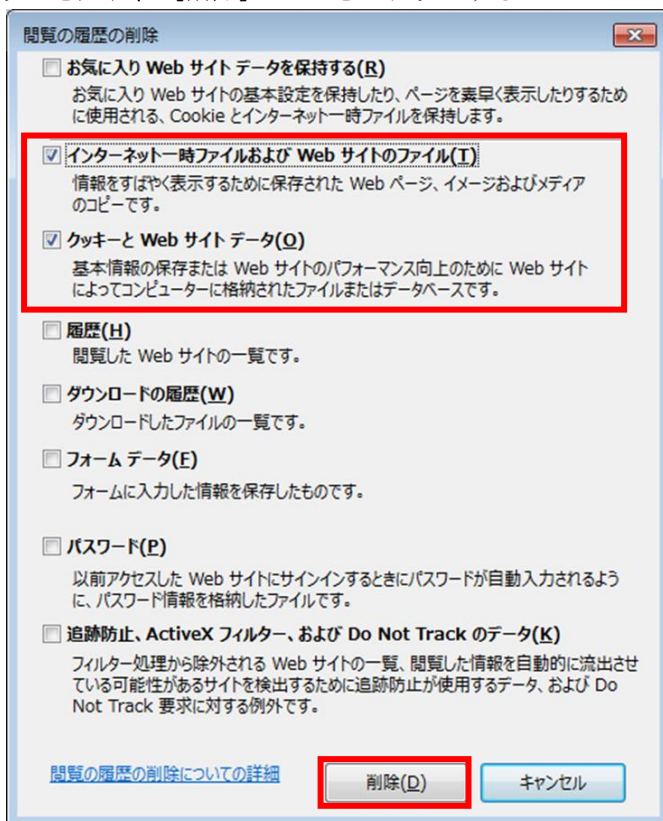 閲覧の履歴の削除
お気に入り Web サイト データを保持する(R)
お気に入り Web サイトの基本設定を保持したり、ページを素早く表示したりするため
に使用される、Cookie とインターネット一時ファイルを保持します。
インターネット一時ファイルおよび Web サイトのファイル(T)
情報をすばやく表示するために保存された Web ページ、イメージおよびメディア
のコピーです。
クッキーと Web サイト データ(O)
基本情報の保存または Web サイトのパフォーマンス向上のために Web サイト
によってコンピューターに格納されたファイルまたはデータベースです。
履歴(H)
閲覧した Web サイトの一覧です。
ダウンロードの履歴(W)
ダウンロードしたファイルの一覧です。
フォーム データ(F)
フォームに入力した情報を保存したものです。
パスワード(P)
以前アクセスした Web サイトにサインインするときにパスワードが自動入力されるよう
に、パスワード情報を格納したファイルです。
追跡防止、ActiveX フィルター、および Do Not Track のデータ(K)
フィルター処理から除外される Web サイトの一覧、閲覧した情報を自動的に流出させ
ている可能性があるサイトを検出するために追跡防止が使用するデータ、および Do
Not Track 要求に対する例外です。
閲覧の履歴の削除についての詳細
削除(D)
キャンセル